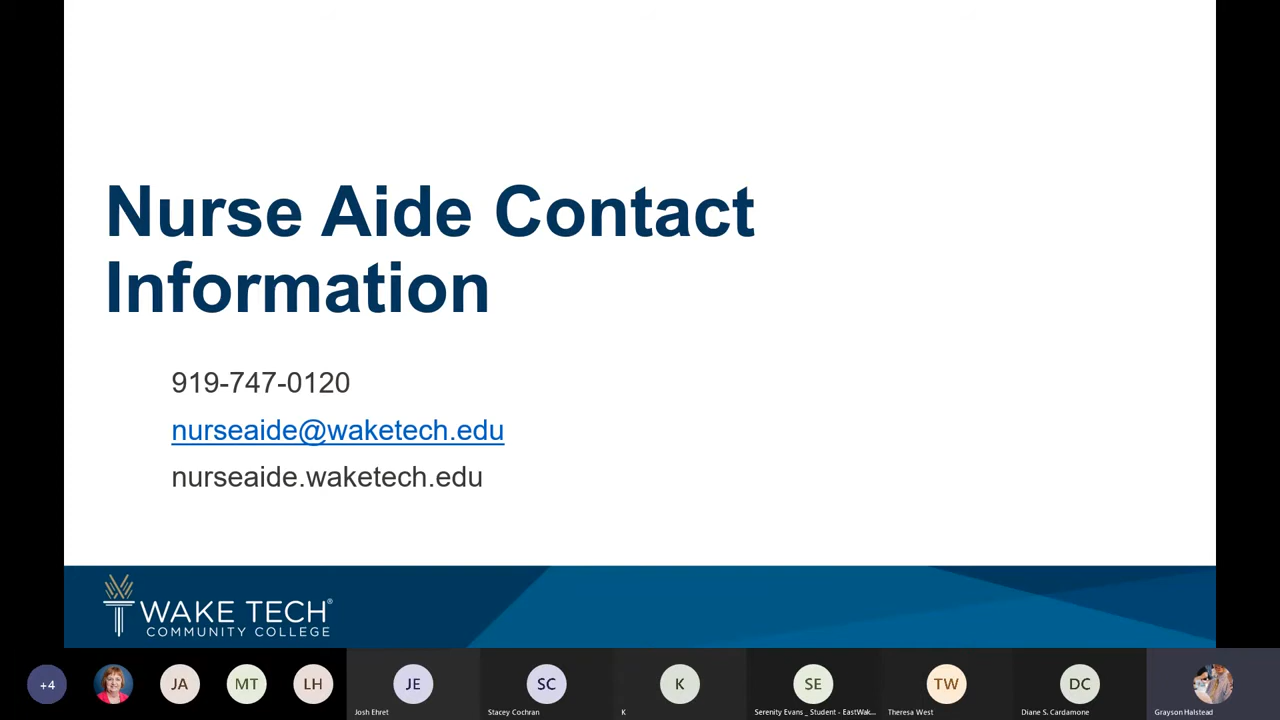 Nurse Aide Contact
Information
919-747-0120
nurseaide@waketech.edu
nurseaide.waketech.edu
WAKE TECH®
COMMUNITY COLLEGE
+4
JA
MT
LH
JE
SC
K
SE
TW
DC
Josh Ehret
Stacey Cochran
K
Serenity Evans _ Student - EastWak...
Theresa West
Diane S. Cardamone
Grayson Halstead